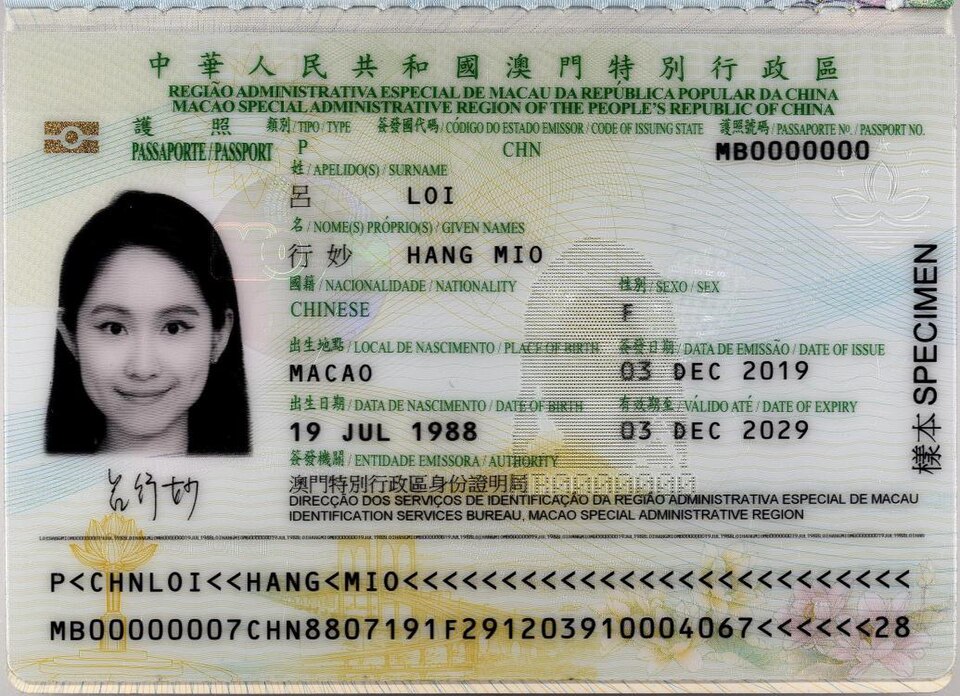 中華人民共和國澳門特別行政區
REGIÃO ADMINISTRATIVA ESPECIAL DE MACAU DA REPÚBLICA POPULAR DA CHINA
MACAO SPECIAL ADMINISTRATIVE REGION OF THE PEOPLE'S REPUBLIC OF CHINA
護照 類別 / TIPO / TYPE 簽發國代碼 / CÓDIGO DO ESTADO EMISSOR / CODE OF ISSUING STATE 護照號碼 / PASSAPORTE No. / PASSPORT NO.
PASSAPORTE / PASSPORT P CHN MB0000000
姓 / APELIDO(S) / SURNAME
呂 LOI
名 / NOME(S) PRÓPRIO(S) / GIVEN NAMES
行妙 HANG MIO
國籍 / NACIONALIDADE / NATIONALITY 性別 / SEXO / SEX
CHINESE F
出生地點 / LOCAL DE NASCIMENTO / PLACE OF BIRTH 簽發日期 / DATA DE EMISSÃO / DATE OF ISSUE
MACAO 03 DEC 2019
出生日期 / DATA DE NASCIMENTO / DATE OF BIRTH 有效期至 / VÁLIDO ATÉ / DATE OF EXPIRY
19 JUL 1988 03 DEC 2029
簽發機關 / ENTIDADE EMISSORA / AUTHORITY
澳門特別行政區身份證明局
DIRECÇÃO DOS SERVIÇOS DE IDENTIFICAÇÃO DA REGIÃO ADMINISTRATIVA ESPECIAL DE MACAU
IDENTIFICATION SERVICES BUREAU, MACAO SPECIAL ADMINISTRATIVE REGION
呂行妙
樣本 SPECIMEN
P<CHNLOI<<HANG<MIO<<<<<<<<<<<<<<<<<<<<<<<<<<
MB00000007CHN8807191F291203910004067<<<<<<28